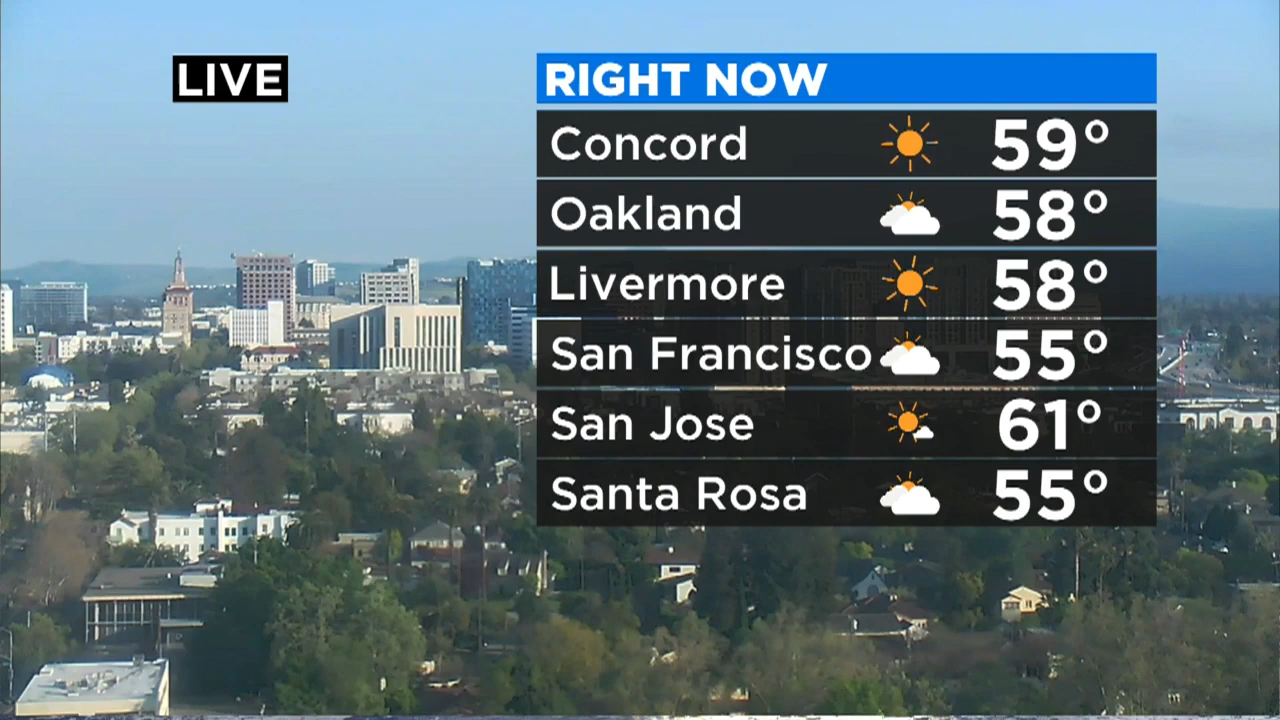 LIVE
RIGHT NOW
Concord 59°
Oakland 58°
Livermore 58°
San Francisco 55°
San Jose 61°
Santa Rosa 55°